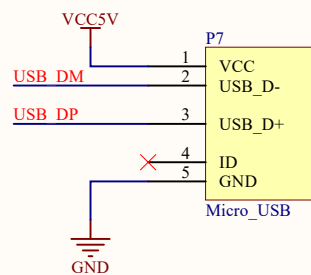 VCC5V
P7
1 VCC
USB_DM 2 USB_D-
USB_DP 3 USB_D+
4 ID
5 GND
Micro_USB
GND